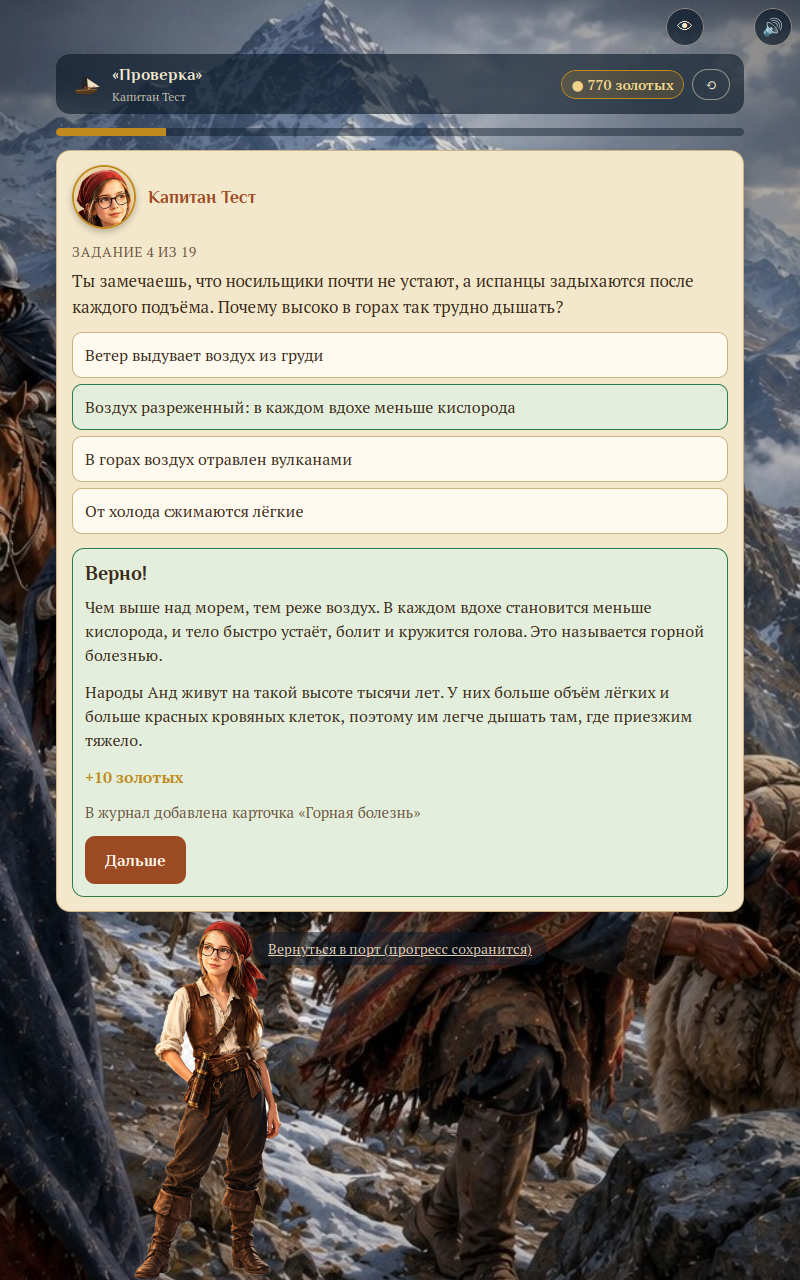 «Проверка»
Капитан Тест
770 золотых
Капитан Тест
ЗАДАНИЕ 4 ИЗ 19
Ты замечаешь, что носильщики почти не устают, а испанцы задыхаются после
каждого подъёма. Почему высоко в горах так трудно дышать?
Ветер выдувает воздух из груди
Воздух разреженный: в каждом вдохе меньше кислорода
В горах воздух отравлен вулканами
От холода сжимаются лёгкие
Верно!
Чем выше над морем, тем реже воздух. В каждом вдохе становится меньше
кислорода, и тело быстро устаёт, болит и кружится голова. Это называется горной
болезнью.
Народы Анд живут на такой высоте тысячи лет. У них больше объём лёгких и
больше красных кровяных клеток, поэтому им легче дышать там, где приезжим
тяжело.
+10 золотых
В журнал добавлена карточка «Горная болезнь»
Дальше
Вернуться в порт (прогресс сохранится)